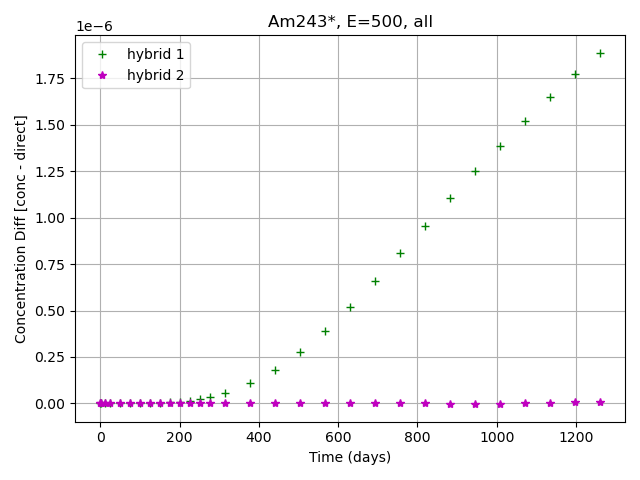 Am243*, E=500, all
1e−6
hybrid 1
hybrid 2
1.75
1.50
1.25
1.00
0.75
0.50
0.25
0.00
Concentration Diff [conc - direct]
0 200 400 600 800 1000 1200
Time (days)